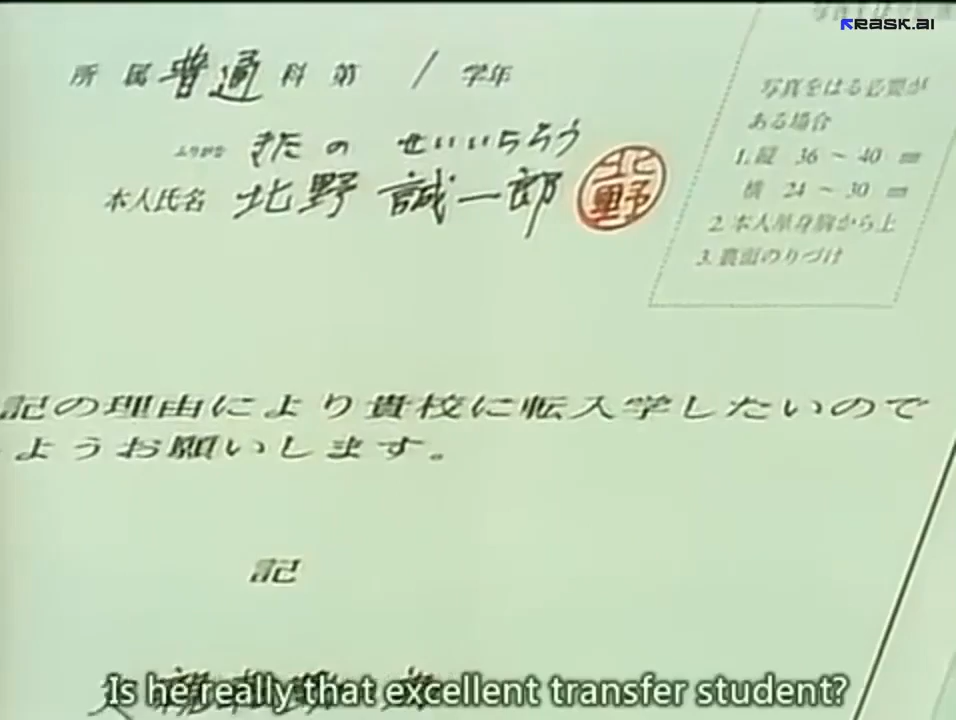 rask.ai
所属 普通 科 第 1 学年
写真をはる必要が
ある場合
ふりがな きたの せいいちろう
1. 証 36 ~ 40 ㎜
本人氏名 北野 誠一郎 北野
横 24 ~ 30 ㎜
2. 本人単身胸から上
3. 裏面のりづけ
記の理由により貴校に転入学したいので
ようお願いします。
記
Is he really that excellent transfer student?